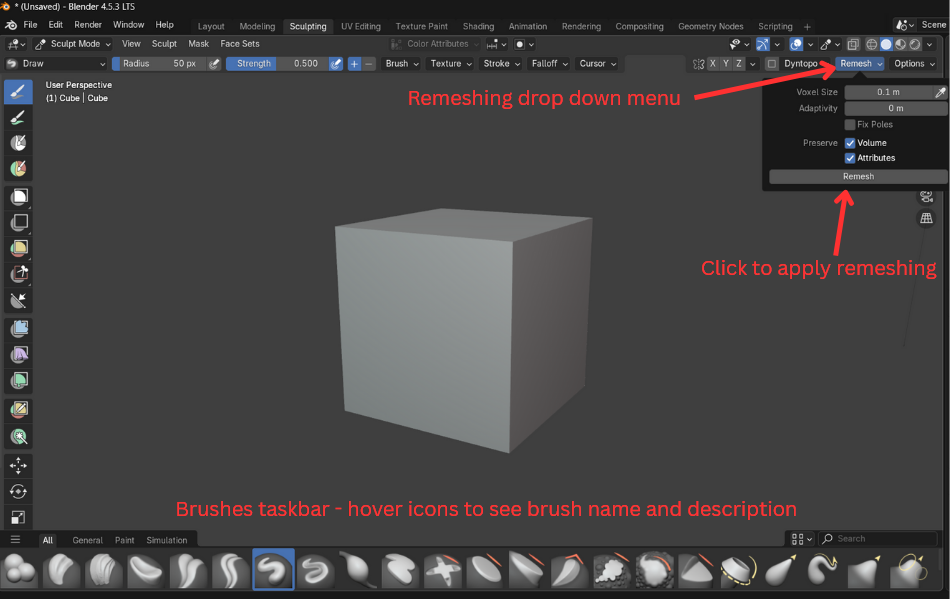 * (Unsaved) - Blender 4.5.3 LTS
File Edit Render Window Help Layout Modeling Sculpting UV Editing Texture Paint Shading Animation Rendering Compositing Geometry Nodes Scripting + Scene
Sculpt Mode View Sculpt Mask Face Sets Color Attributes
Draw Radius 50 px Strength 0.500 Brush Texture Stroke Falloff Cursor X Y Z Dyntopo Remesh Options
User Perspective
(1) Cube | Cube
Remeshing drop down menu
Voxel Size 0.1 m
Adaptivity 0 m
Fix Poles
Preserve Volume
Attributes
Remesh
Click to apply remeshing
Brushes taskbar - hover icons to see brush name and description
All General Paint Simulation Search